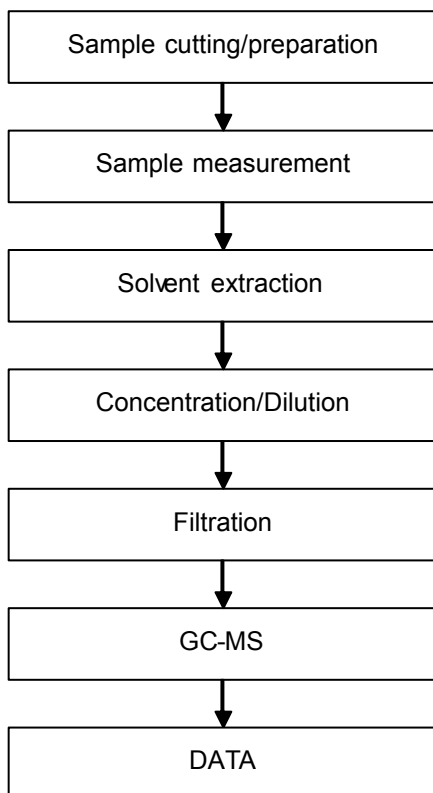 Sample cutting/preparation
Sample measurement
Solvent extraction
Concentration/Dilution
Filtration
GC-MS
DATA